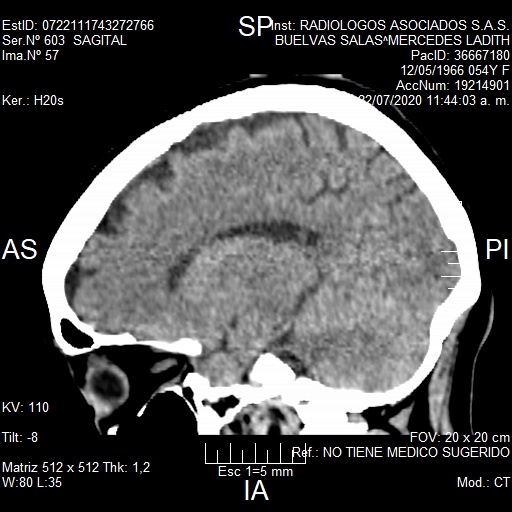 EstID: 0722111743272766
Ser.Nº 603 SAGITAL
Ima.Nº 57
Ker.: H20s
SP
Inst: RADIOLOGOS ASOCIADOS S.A.S.
BUELVAS SALAS^MERCEDES LADITH
PacID: 36667180
12/05/1966 054Y F
AccNum: 19214901
22/07/2020 11:44:03 a. m.
AS
PI
KV: 110
Tilt: -8
Matriz 512 x 512 Thk: 1,2
W:80 L:35
Esc 1=5 mm
IA
FOV: 20 x 20 cm
Ref.: NO TIENE MEDICO SUGERIDO
Mod.: CT